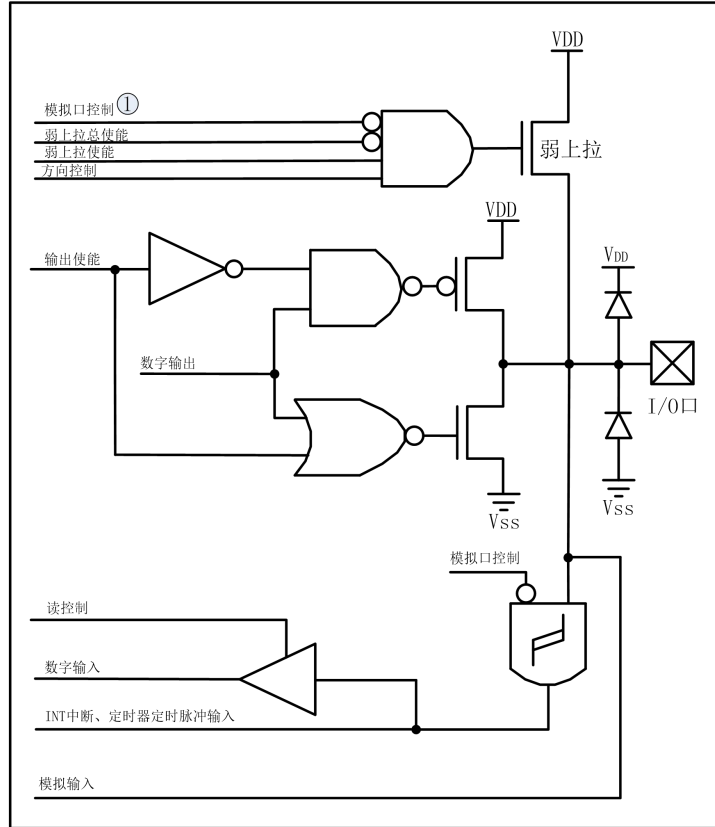 VDD
模拟口控制①
弱上拉总使能
弱上拉使能
方向控制
弱上拉
VDD
输出使能
VDD
数字输出
I/O口
Vss
Vss
模拟口控制
读控制
数字输入
INT中断、定时器定时脉冲输入
模拟输入